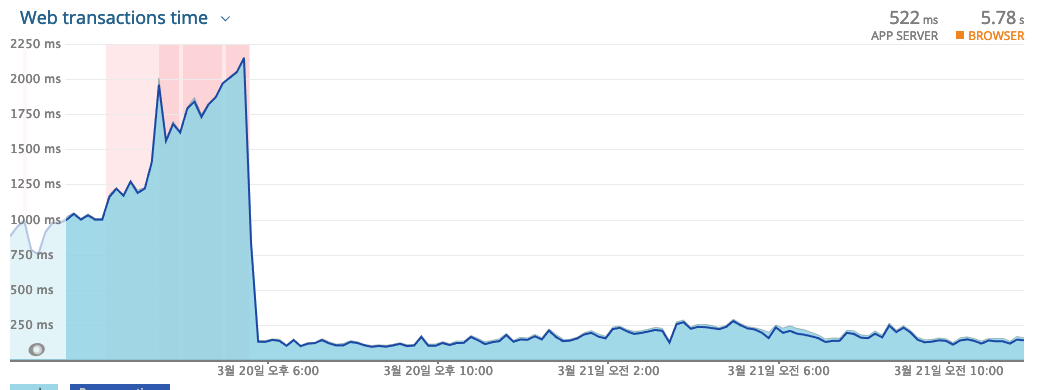 Web transactions time
522 ms
APP SERVER
5.78 s
BROWSER
2250 ms
2000 ms
1750 ms
1500 ms
1250 ms
1000 ms
750 ms
500 ms
250 ms
3월 20일오후 6:00
3월 20일오후 10:00
3월 21일오전 2:00
3월 21일오전 6:00
3월 21일오전 10:00